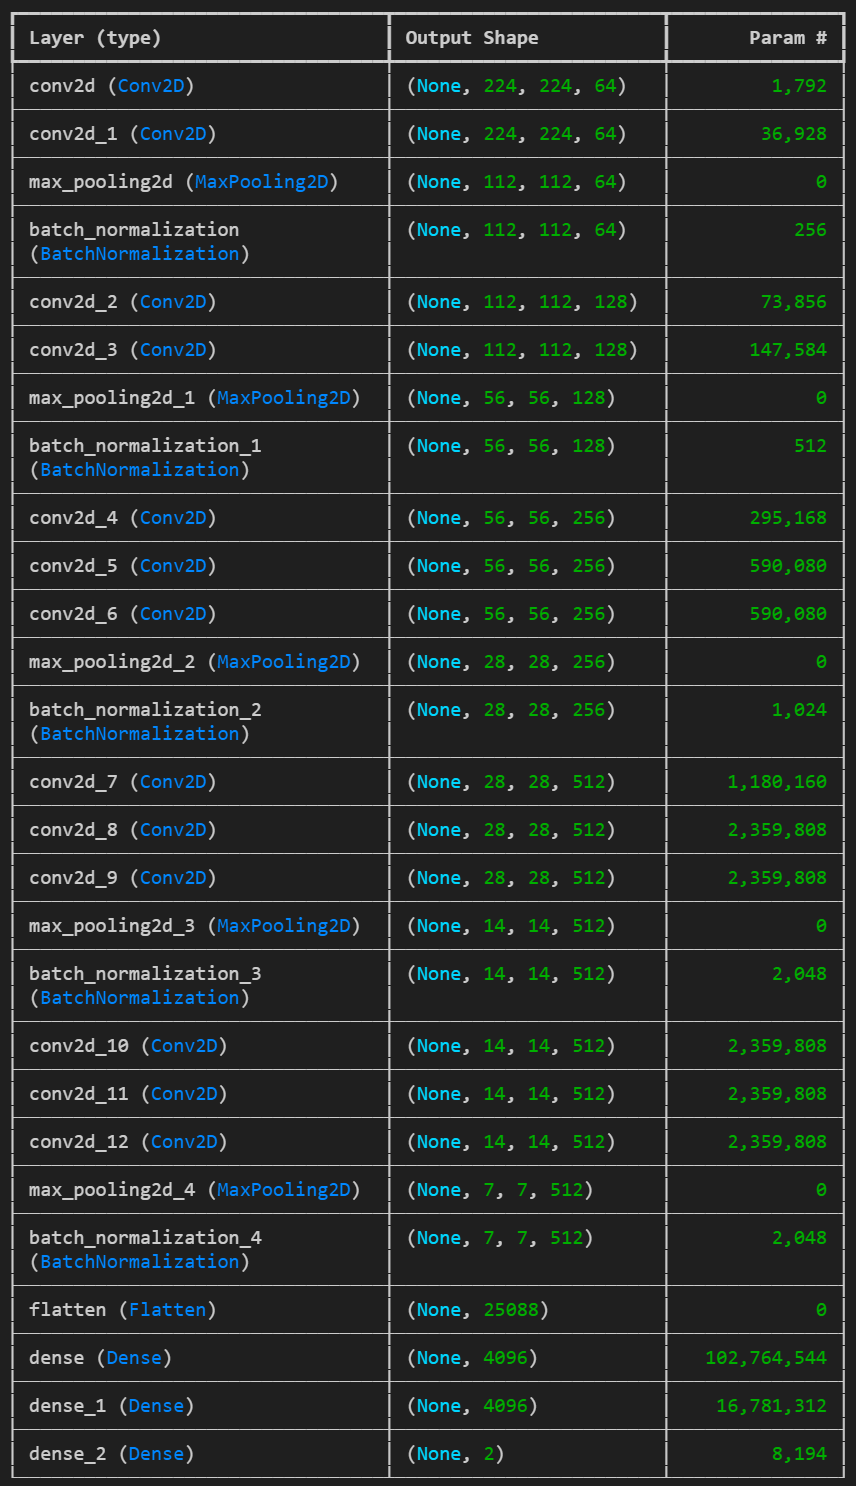 Layer (type) Output Shape Param #
conv2d (Conv2D) (None, 224, 224, 64) 1,792
conv2d_1 (Conv2D) (None, 224, 224, 64) 36,928
max_pooling2d (MaxPooling2D) (None, 112, 112, 64) 0
batch_normalization (None, 112, 112, 64) 256
(BatchNormalization)
conv2d_2 (Conv2D) (None, 112, 112, 128) 73,856
conv2d_3 (Conv2D) (None, 112, 112, 128) 147,584
max_pooling2d_1 (MaxPooling2D) (None, 56, 56, 128) 0
batch_normalization_1 (None, 56, 56, 128) 512
(BatchNormalization)
conv2d_4 (Conv2D) (None, 56, 56, 256) 295,168
conv2d_5 (Conv2D) (None, 56, 56, 256) 590,080
conv2d_6 (Conv2D) (None, 56, 56, 256) 590,080
max_pooling2d_2 (MaxPooling2D) (None, 28, 28, 256) 0
batch_normalization_2 (None, 28, 28, 256) 1,024
(BatchNormalization)
conv2d_7 (Conv2D) (None, 28, 28, 512) 1,180,160
conv2d_8 (Conv2D) (None, 28, 28, 512) 2,359,808
conv2d_9 (Conv2D) (None, 28, 28, 512) 2,359,808
max_pooling2d_3 (MaxPooling2D) (None, 14, 14, 512) 0
batch_normalization_3 (None, 14, 14, 512) 2,048
(BatchNormalization)
conv2d_10 (Conv2D) (None, 14, 14, 512) 2,359,808
conv2d_11 (Conv2D) (None, 14, 14, 512) 2,359,808
conv2d_12 (Conv2D) (None, 14, 14, 512) 2,359,808
max_pooling2d_4 (MaxPooling2D) (None, 7, 7, 512) 0
batch_normalization_4 (None, 7, 7, 512) 2,048
(BatchNormalization)
flatten (Flatten) (None, 25088) 0
dense (Dense) (None, 4096) 102,764,544
dense_1 (Dense) (None, 4096) 16,781,312
dense_2 (Dense) (None, 2) 8,194